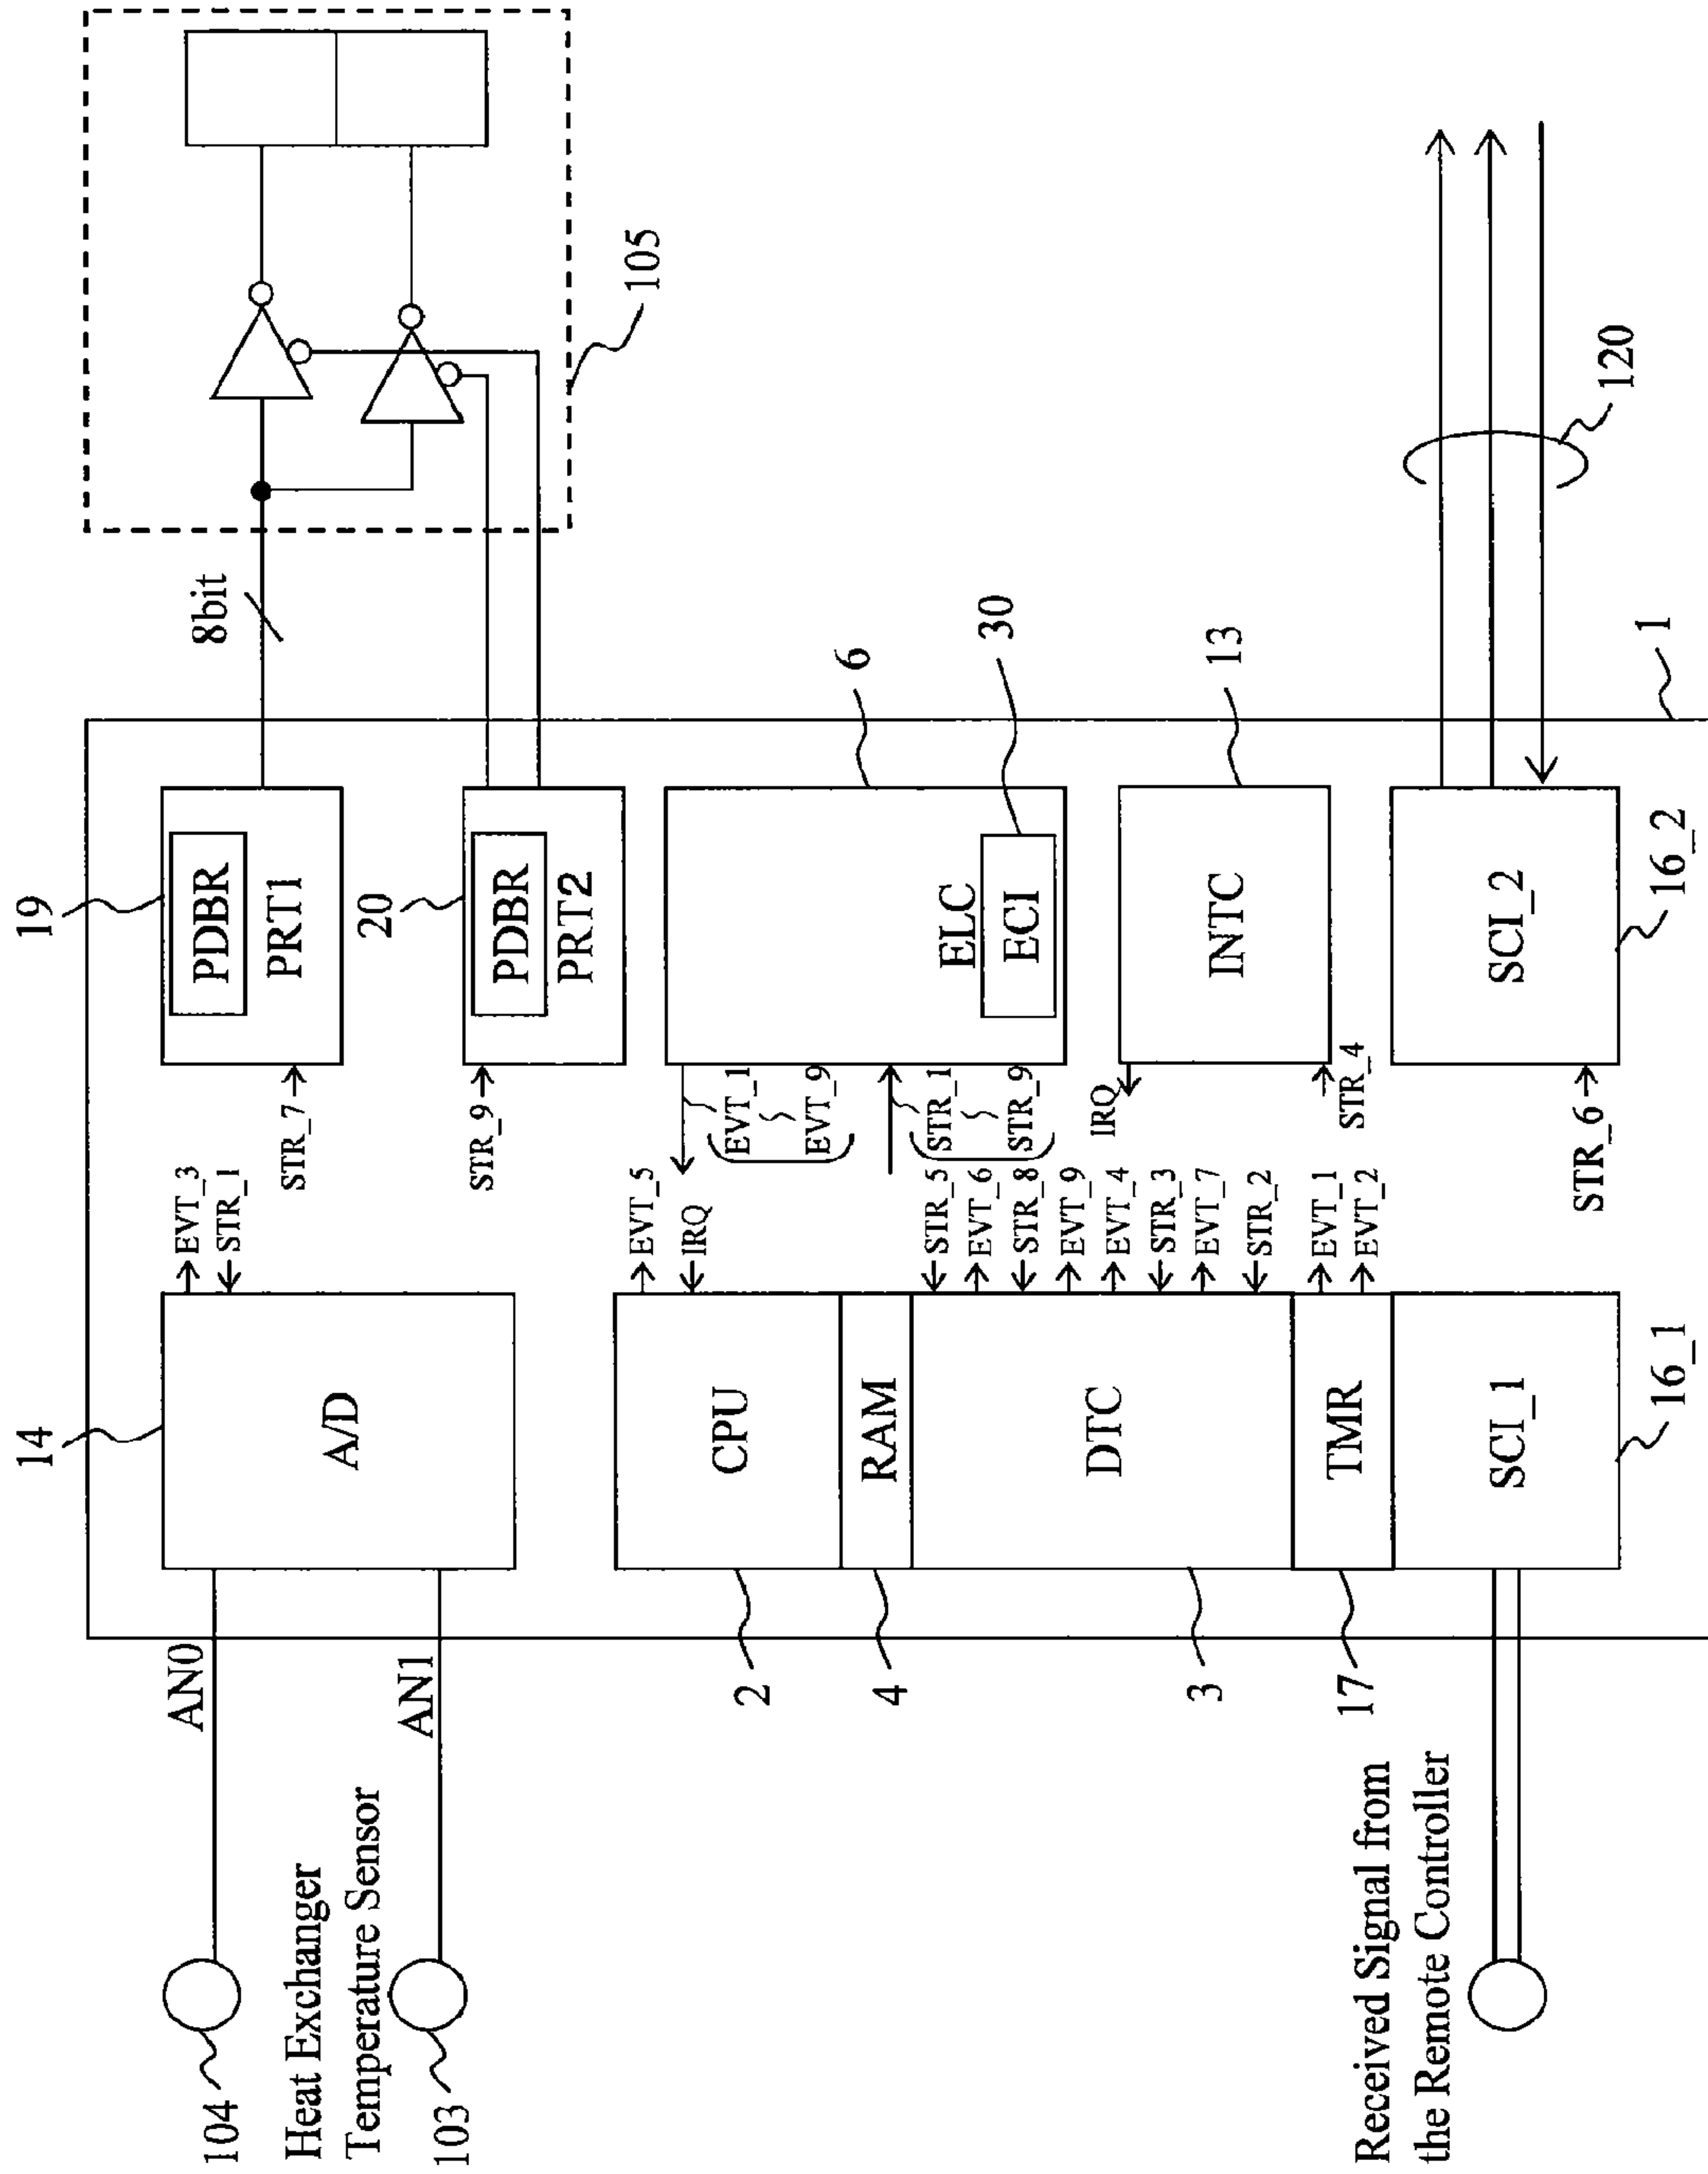 104
Heat Exchanger
Temperature Sensor
103
AN0
AN1
14
A/D
EVT_3
STR_1
19
PDBR
PRT1
STR_7
8bit
20
PDBR
PRT2
STR_9
105
2
CPU
EVT_5
IRQ
4
RAM
3
DTC
STR_5
EVT_6
STR_8
EVT_9
EVT_4
STR_3
EVT_7
STR_2
17
TMR
EVT_1
EVT_2
EVT_1
EVT_9
STR_1
STR_9
ELC
ECI
6
30
IRQ
STR_4
INTC
13
Received Signal from
the Remote Controller
SCI_1
16_1
STR_6
SCI_2
16_2
1
120